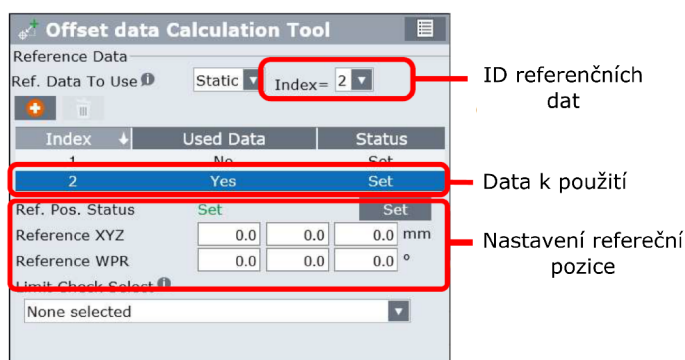 Offset data Calculation Tool
Reference Data
Ref. Data To Use Static Index= 2
ID referenčních
dat
Index Used Data Status
1 No Set
2 Yes Set
Data k použití
Ref. Pos. Status Set Set
Reference XYZ 0.0 0.0 0.0 mm
Reference WPR 0.0 0.0 0.0 °
Nastavení refereční
pozice
Limit Check Select
None selected